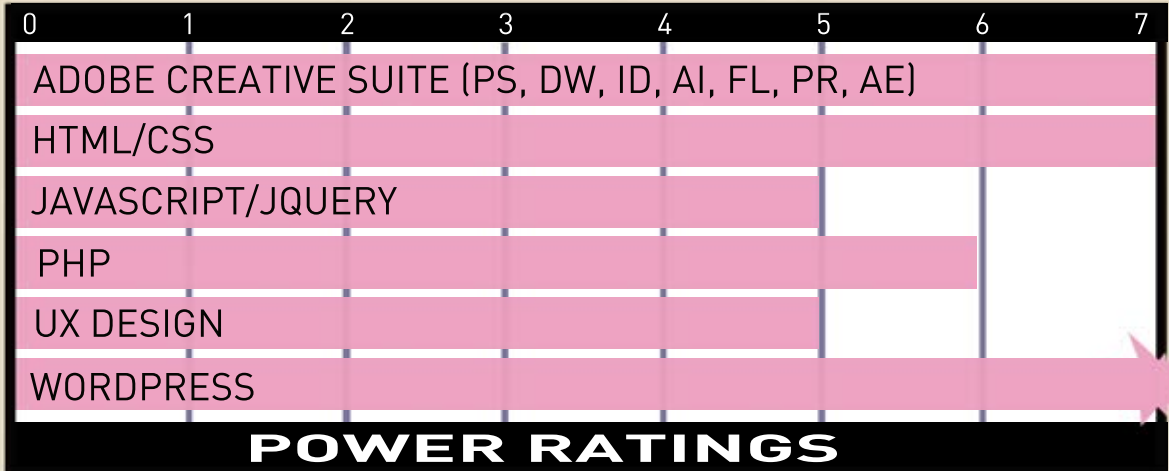 0 1 2 3 4 5 6 7
ADOBE CREATIVE SUITE (PS, DW, ID, AI, FL, PR, AE)
HTML/CSS
JAVASCRIPT/JQUERY
PHP
UX DESIGN
WORDPRESS
POWER RATINGS